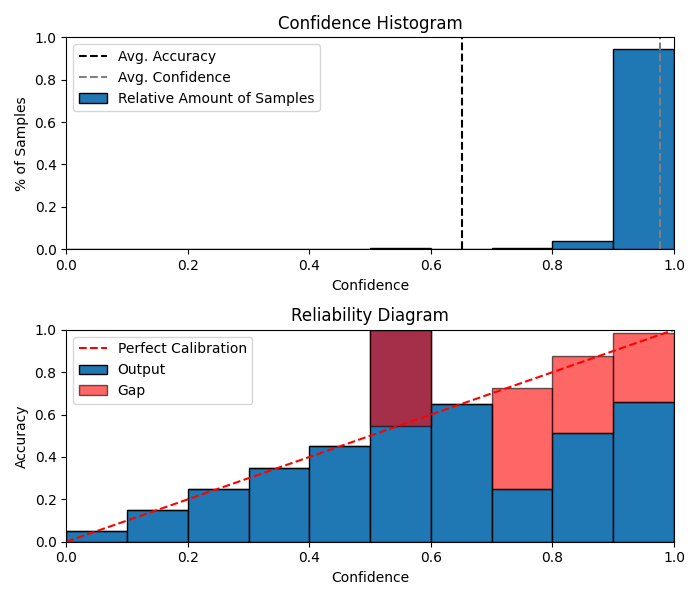 Confidence Histogram
% of Samples
1.0
0.8
0.6
0.4
0.2
0.0
Avg. Accuracy
Avg. Confidence
Relative Amount of Samples
0.0 0.2 0.4 0.6 0.8 1.0
Confidence
Reliability Diagram
Accuracy
1.0
0.8
0.6
0.4
0.2
0.0
Perfect Calibration
Output
Gap
0.0 0.2 0.4 0.6 0.8 1.0
Confidence